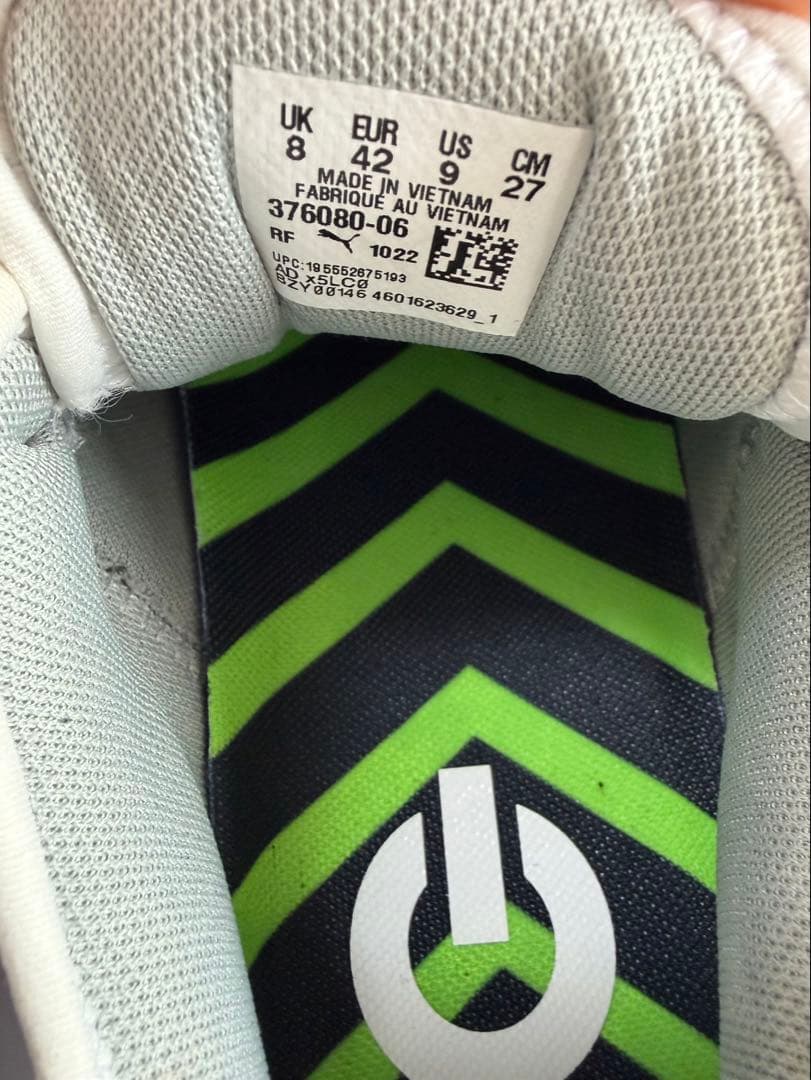 UK EUR US CM
8 42 9 27
MADE IN VIETNAM
FABRIQUÉ AU VIETNAM
376080-06
RF 1022
UPC:195552675193
AD x5LC0
BZY00146 4601623629_1